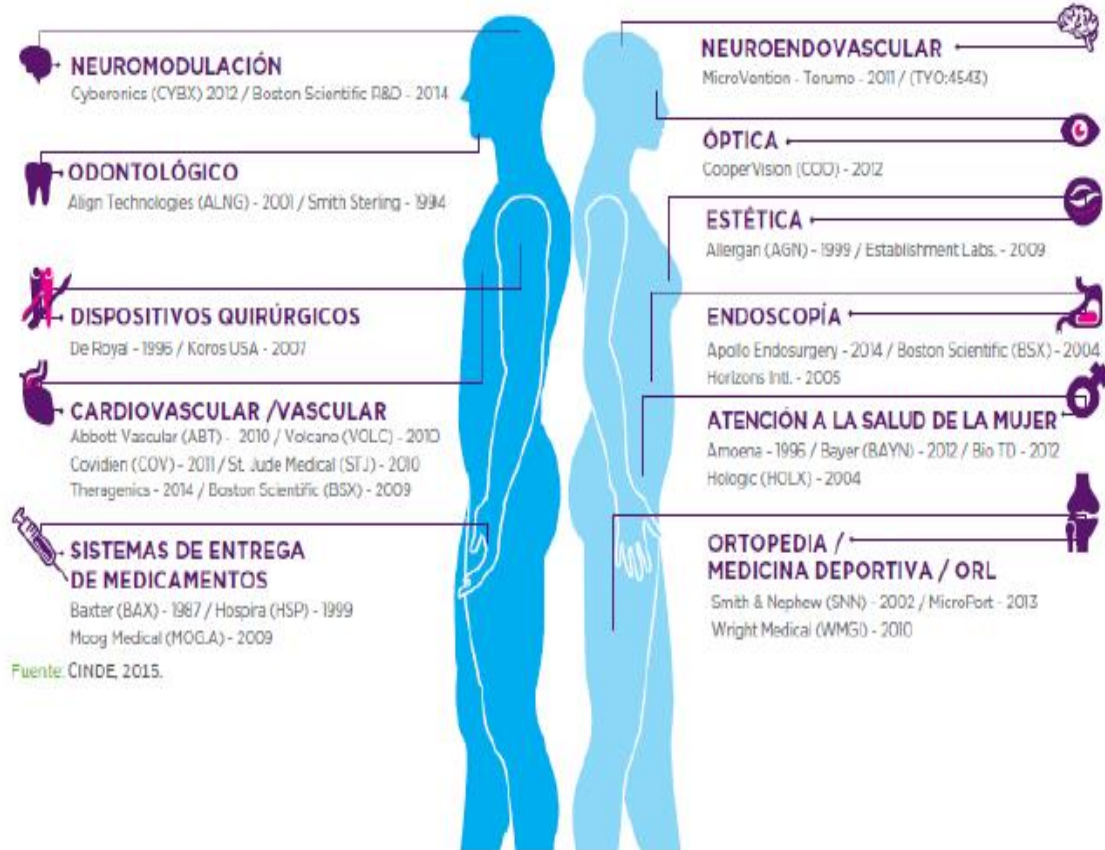 NEUROMODULACIÓN
Cyberonics (CYBX) 2012 / Boston Scientific R&D - 2014
ODONTOLÓGICO
Align Technologies (ALNG) - 2001 / Smith Sterling - 1994
DISPOSITIVOS QUIRÚRGICOS
De Royal - 1996 / Koros USA - 2007
CARDIOVASCULAR /VASCULAR
Abbott Vascular (ABT) - 2010 / Volcano (VOLC) - 2010
Covidien (COV) - 2011 / St. Jude Medical (STJ) - 2010
Theragenics - 2014 / Boston Scientific (BSX) - 2009
SISTEMAS DE ENTREGA
DE MEDICAMENTOS
Baxter (BAX) - 1987 / Hospira (HSP) - 1999
Moog Medical (MOG.A) - 2009
Fuente: CINDE, 2015.
NEUROENDOVASCULAR
MicroVention - Terumo - 2011 / (TYO:4543)
ÓPTICA
CooperVision (COO) - 2012
ESTÉTICA
Allergan (AGN) - 1999 / Establishment Labs. - 2009
ENDOSCOPÍA
Apollo Endosurgery - 2014 / Boston Scientific (BSX) - 2004
Horizons Intl. - 2005
ATENCIÓN A LA SALUD DE LA MUJER
Amoena - 1996 / Bayer (BAYN) - 2012 / Bio TD - 2012
Hologic (HOLX) - 2004
ORTOPEDIA /
MEDICINA DEPORTIVA / ORL
Smith & Nephew (SNN) - 2002 / MicroPort - 2013
Wright Medical (WMGI) - 2010